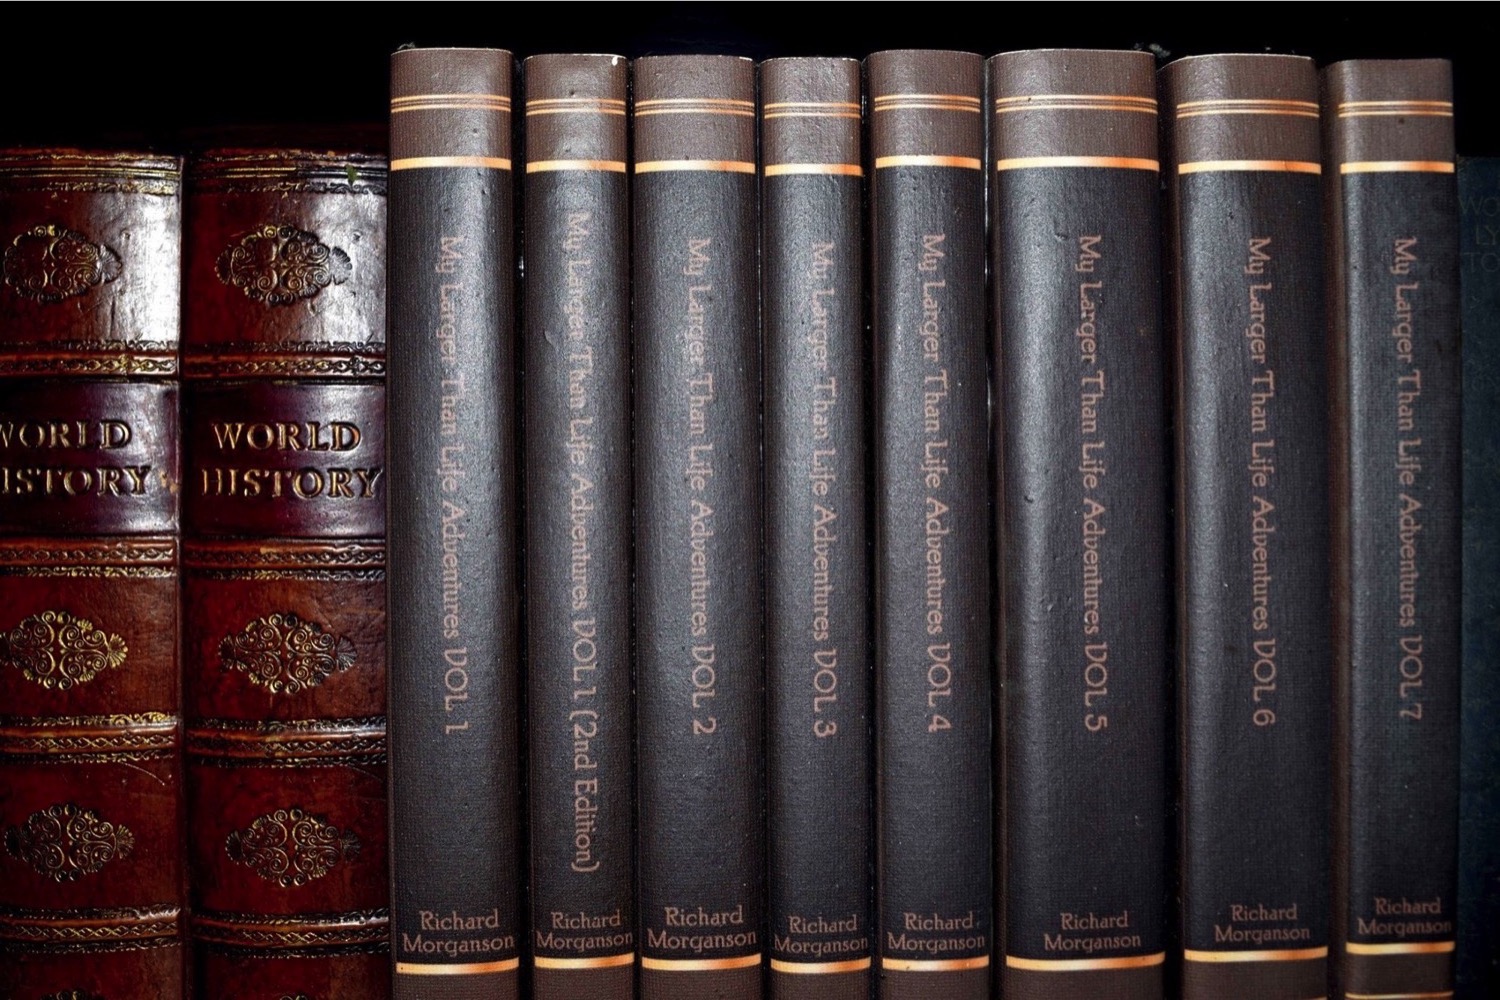 WORLD
HISTORY
WORLD
HISTORY
My Larger Than Life Adventures VOL 1
Richard
Morganson
My Larger Than Life Adventures VOL 1 (2nd Edition)
Richard
Morganson
My Larger Than Life Adventures VOL 2
Richard
Morganson
My Larger Than Life Adventures VOL 3
Richard
Morganson
My Larger Than Life Adventures VOL 4
Richard
Morganson
My Larger Than Life Adventures VOL 5
Richard
Morganson
My Larger Than Life Adventures VOL 6
Richard
Morganson
My Larger Than Life Adventures VOL 7
Richard
Morganson